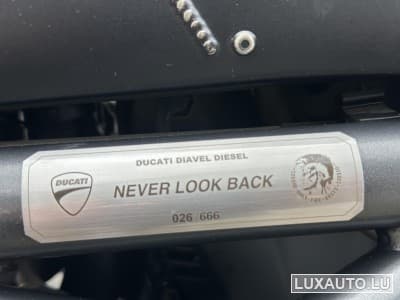 DUCATI DIAVEL DIESEL
DUCATI
NEVER LOOK BACK
026 666
LUXAUTO.LU